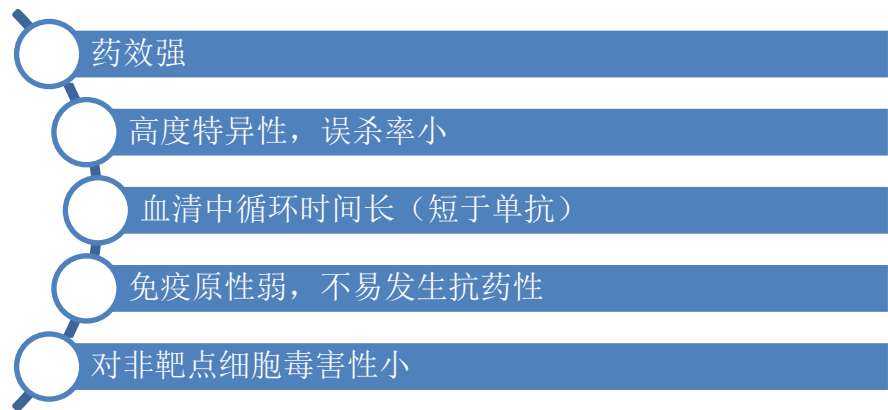 药效强
高度特异性，误杀率小
血清中循环时间长（短于单抗）
免疫原性弱，不易发生抗药性
对非靶点细胞毒害性小